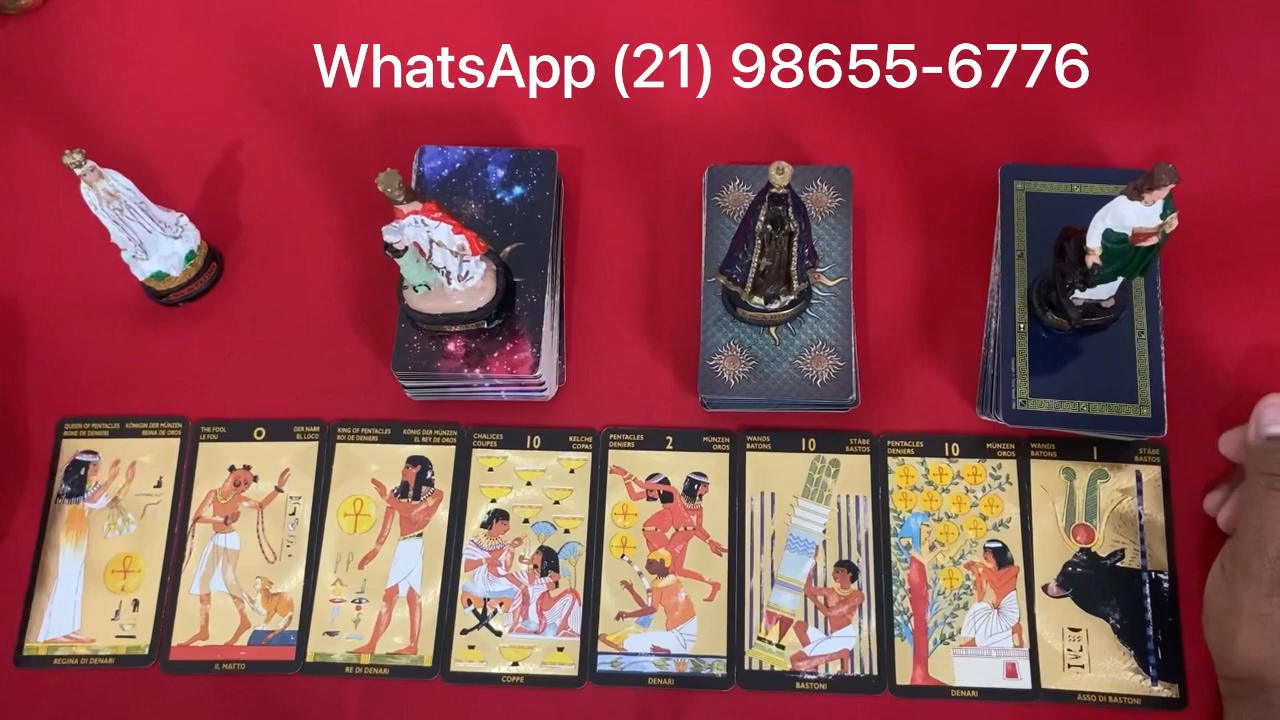 WhatsApp (21) 98655-6776
QUEEN OF PENTACLES
REINE DE DENIERS
KÖNIGIN DER MÜNZEN
REINA DE OROS
REGINA DI DENARI
THE FOOL
LE FOU
0
DER NARR
EL LOCO
IL MATTO
KING OF PENTACLES
ROI DE DENIERS
KÖNIG DER MÜNZEN
EL REY DE OROS
RE DI DENARI
CHALICES
COUPES
10
KELCHE
COPAS
COPPE
PENTACLES
DENIERS
2
MÜNZEN
OROS
DENARI
WANDS
BATONS
10
STÄBE
BASTOS
BASTONI
PENTACLES
DENIERS
10
MÜNZEN
OROS
DENARI
WANDS
BATONS
1
STÄBE
BASTOS
ASSO DI BASTONI